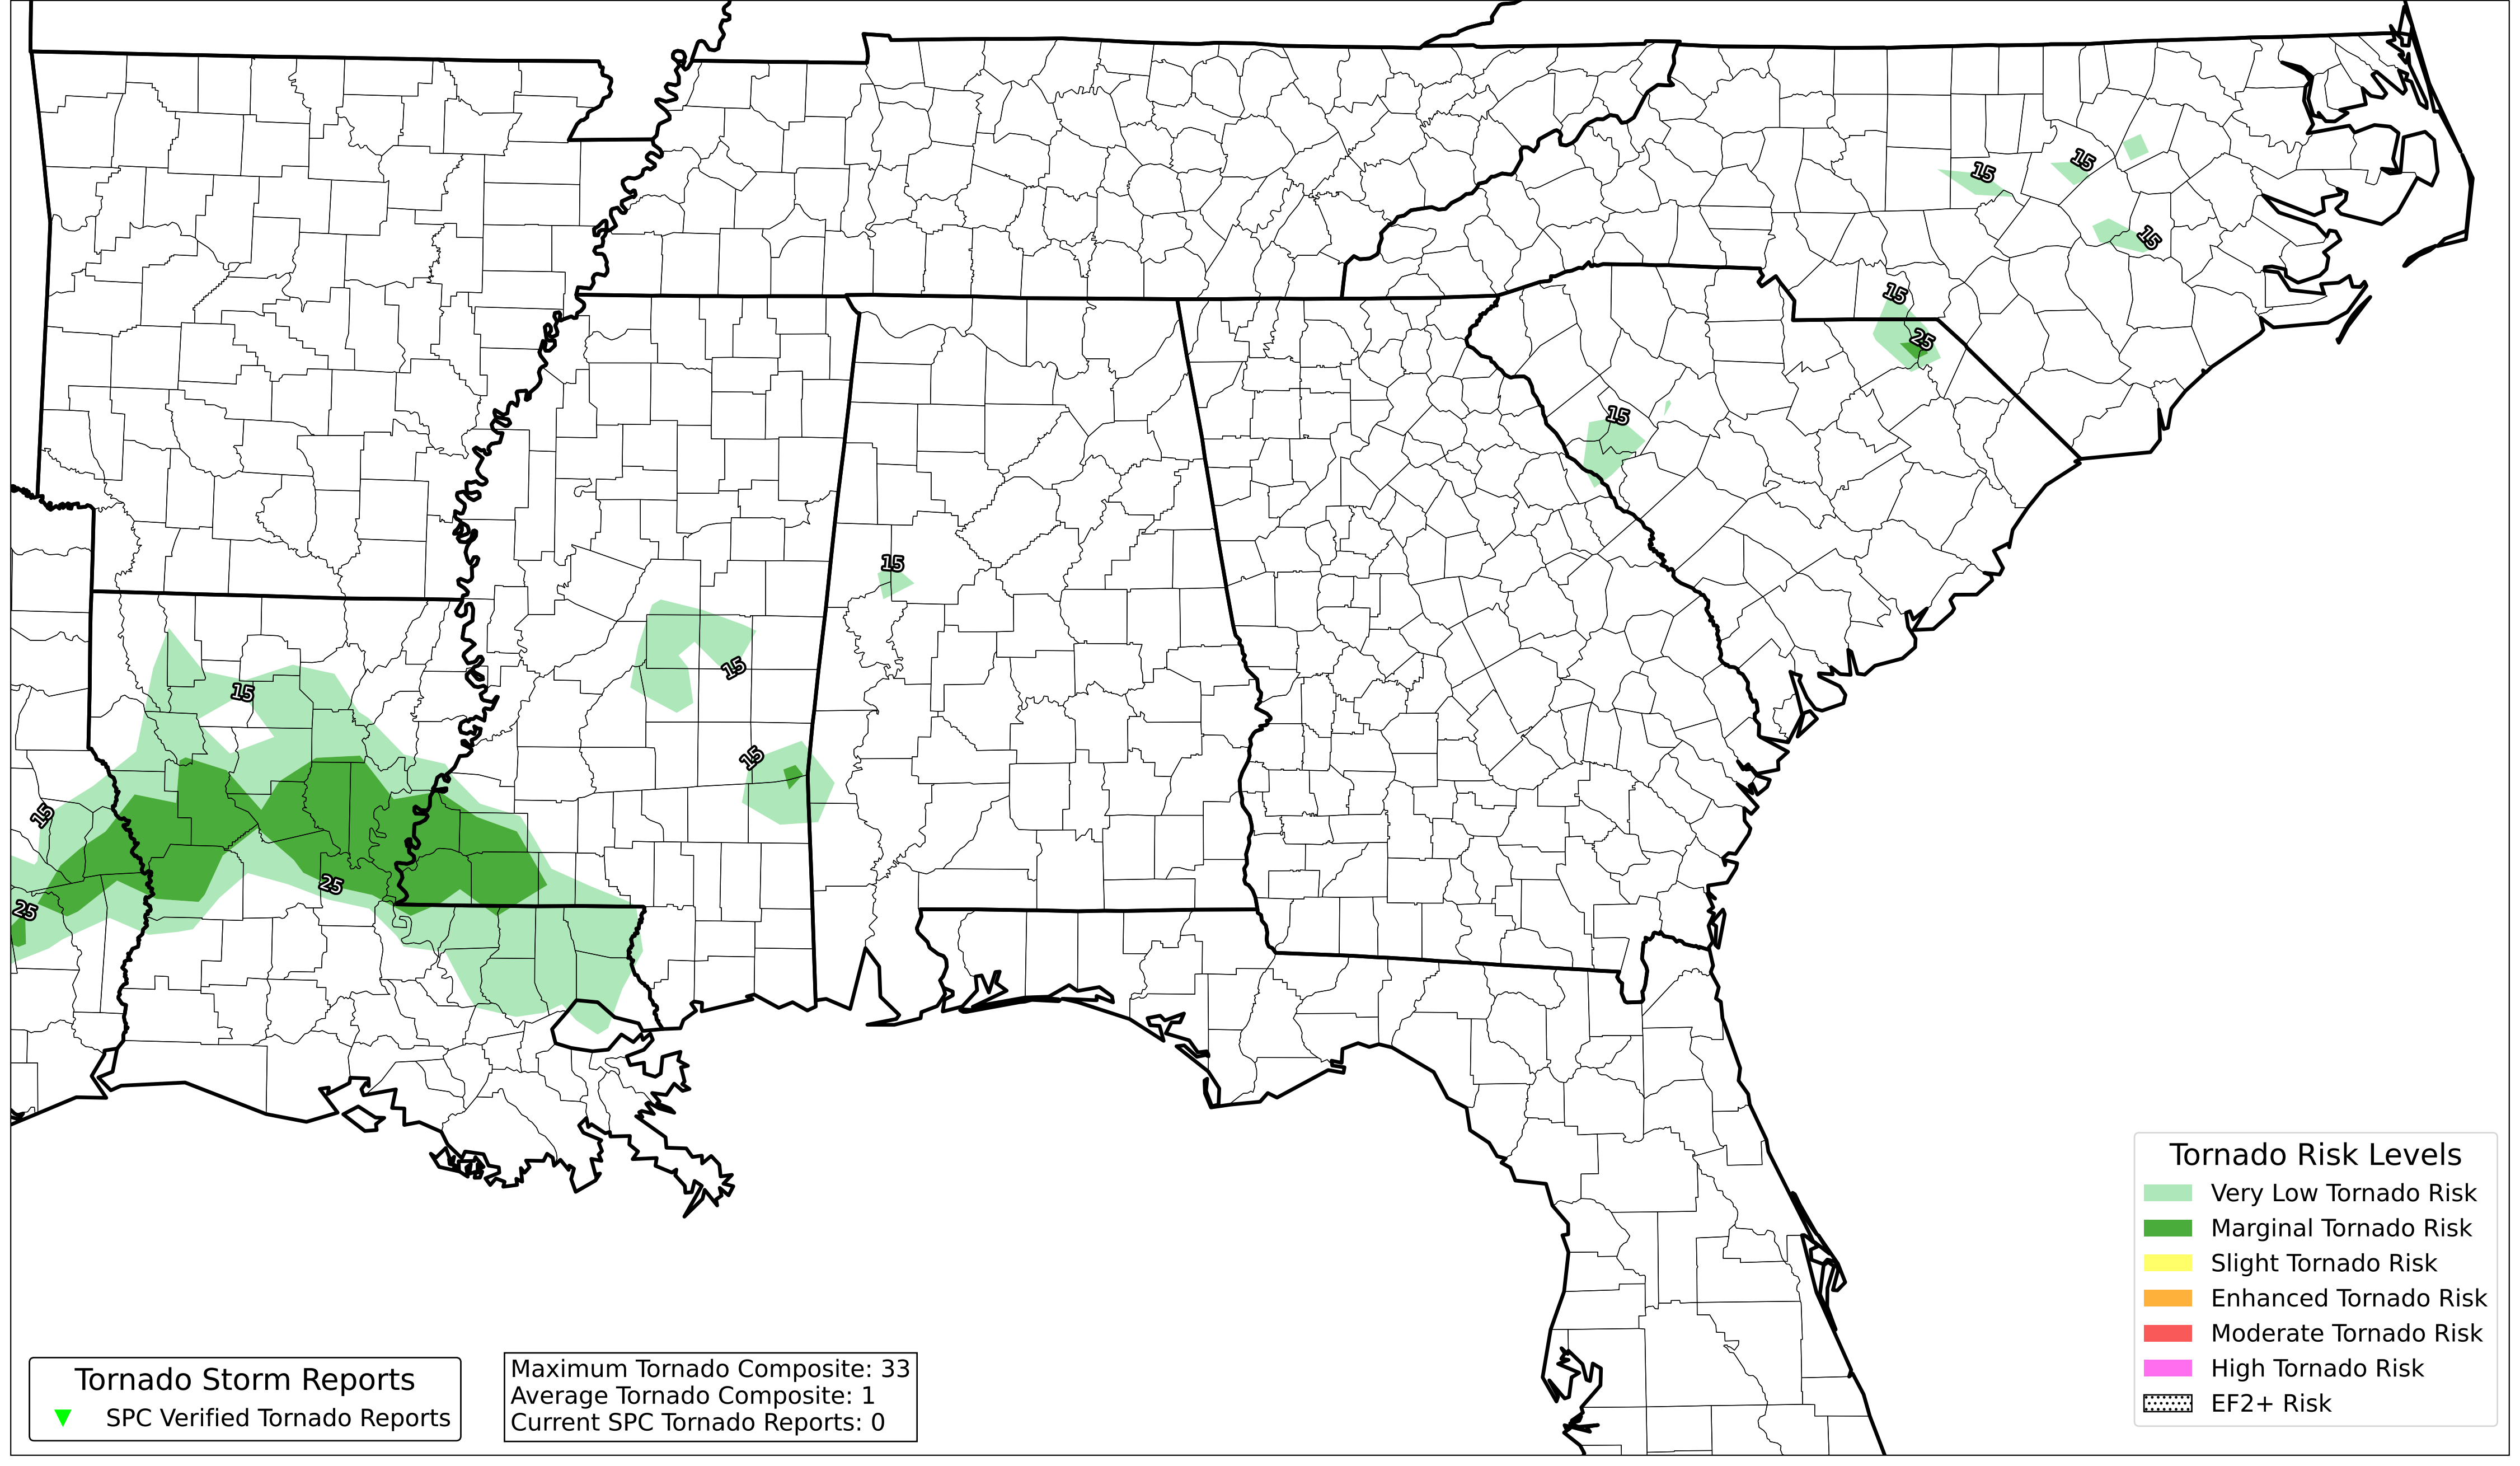 15
15
15
15
25
15
15
15
15
15
15
25
25
Tornado Risk Levels
Very Low Tornado Risk
Marginal Tornado Risk
Slight Tornado Risk
Enhanced Tornado Risk
Moderate Tornado Risk
High Tornado Risk
EF2+ Risk
Tornado Storm Reports
SPC Verified Tornado Reports
Maximum Tornado Composite: 33
Average Tornado Composite: 1
Current SPC Tornado Reports: 0